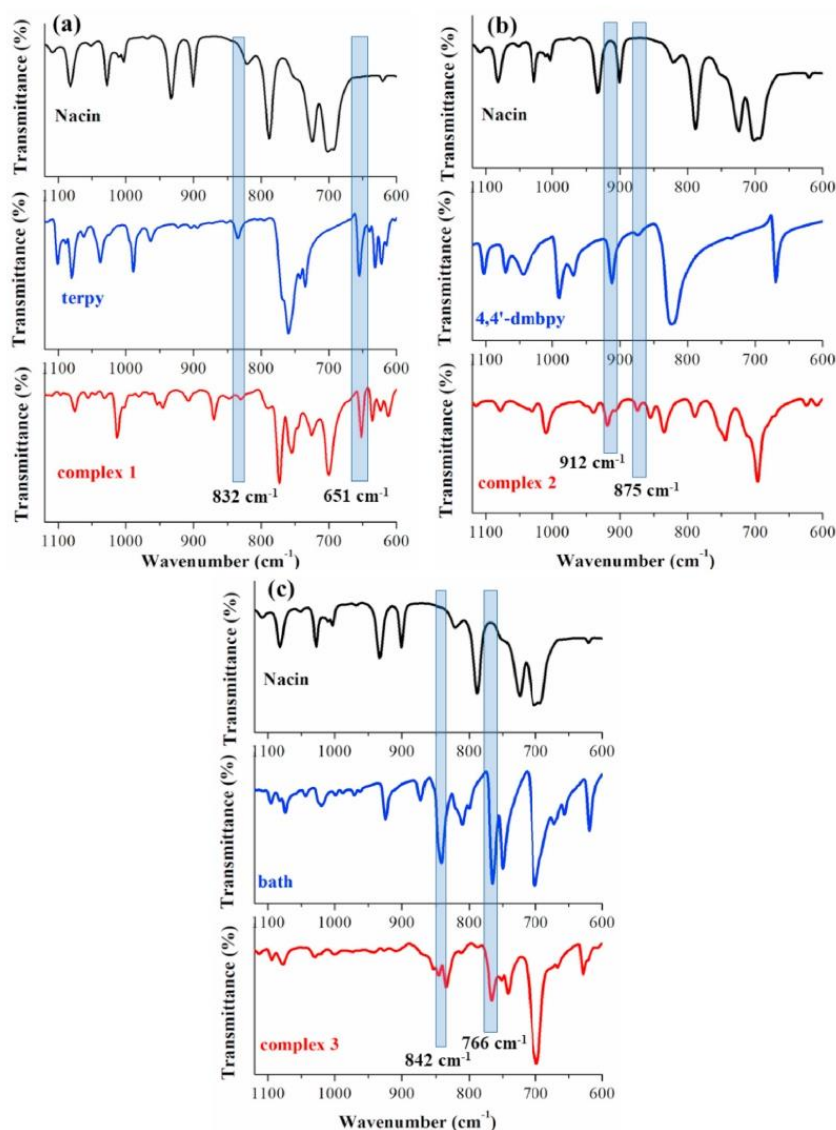 (a)
Transmittance (%)
Nacin
1100 1000 900 800 700 600
Transmittance (%)
terpy
1100 1000 900 800 700 600
Transmittance (%)
complex 1
832 cm⁻¹ 651 cm⁻¹
1100 1000 900 800 700 600
Wavenumber (cm⁻¹)
(b)
Transmittance (%)
Nacin
1100 1000 900 800 700 600
Transmittance (%)
4,4'-dmbpy
1100 1000 900 800 700 600
Transmittance (%)
complex 2
912 cm⁻¹
875 cm⁻¹
1100 1000 900 800 700 600
Wavenumber (cm⁻¹)
(c)
Transmittance (%)
Nacin
1100 1000 900 800 700 600
Transmittance (%)
bath
1100 1000 900 800 700 600
Transmittance (%)
complex 3
842 cm⁻¹ 766 cm⁻¹
1100 1000 900 800 700 600
Wavenumber (cm⁻¹)